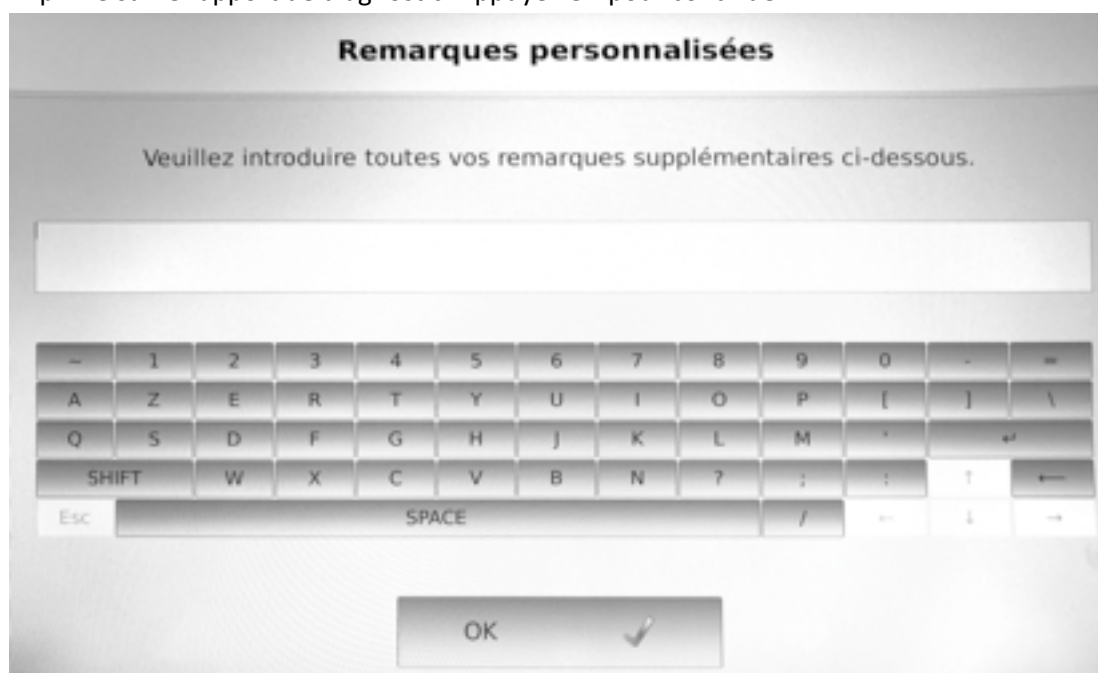 Remarques personnalisées
Veuillez introduire toutes vos remarques supplémentaires ci-dessous.
~ 1 2 3 4 5 6 7 8 9 0 - =
A Z E R T Y U I O P [ ] \
Q S D F G H J K L M ' ↵
SHIFT W X C V B N ? ; : ↑ ←
Esc SPACE / ← ↓ →
OK